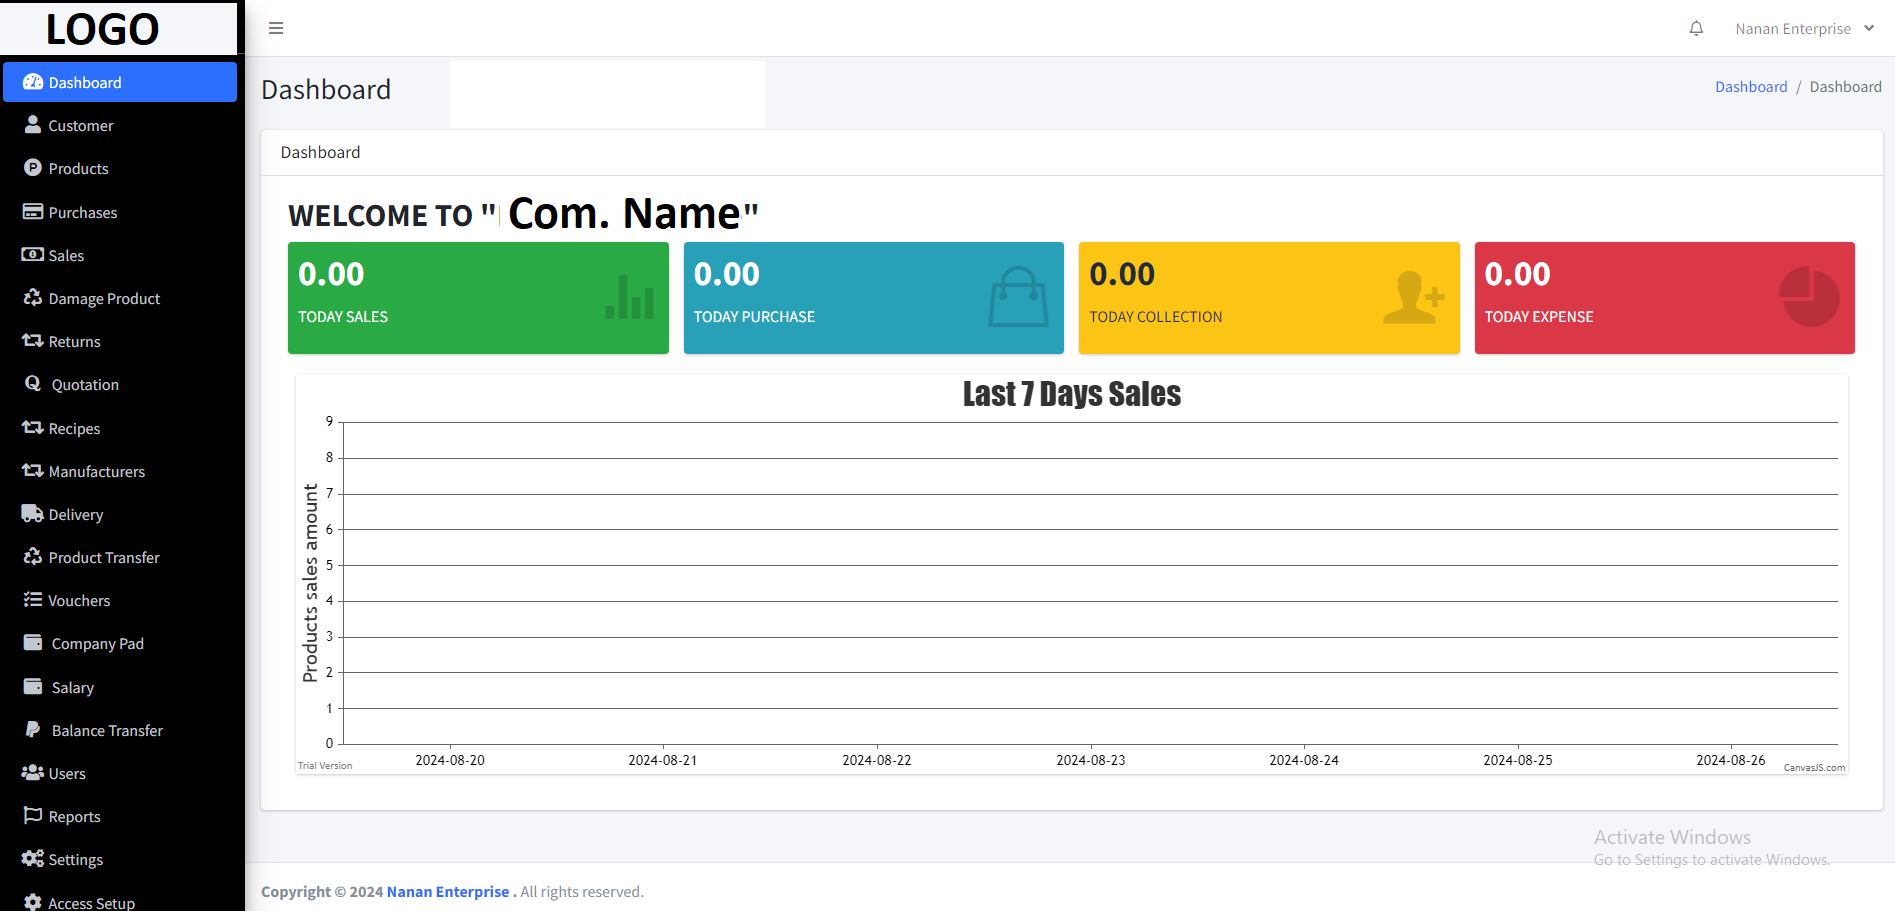 LOGO
Nanan Enterprise
Dashboard
Customer
Products
Purchases
Sales
Damage Product
Returns
Quotation
Recipes
Manufacturers
Delivery
Product Transfer
Vouchers
Company Pad
Salary
Balance Transfer
Users
Reports
Settings
Access Setup
Dashboard
Dashboard / Dashboard
Dashboard
WELCOME TO " Com. Name"
0.00
TODAY SALES
0.00
TODAY PURCHASE
0.00
TODAY COLLECTION
0.00
TODAY EXPENSE
Last 7 Days Sales
Products sales amount
9
8
7
6
5
4
3
2
1
0
2024-08-20 2024-08-21 2024-08-22 2024-08-23 2024-08-24 2024-08-25 2024-08-26
Trial Version
CanvasJS.com
Activate Windows
Go to Settings to activate Windows.
Copyright © 2024 Nanan Enterprise . All rights reserved.